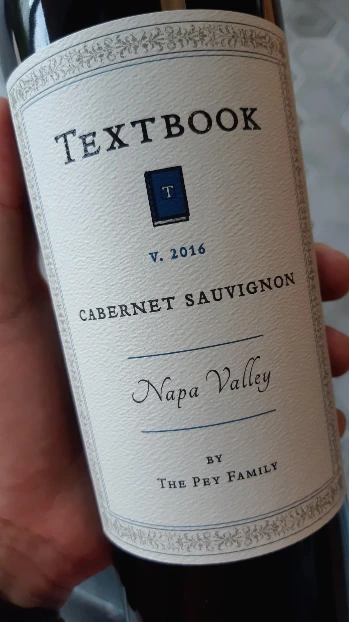 TEXTBOOK
T
V. 2016
CABERNET SAUVIGNON
Napa Valley
BY
THE PEY FAMILY